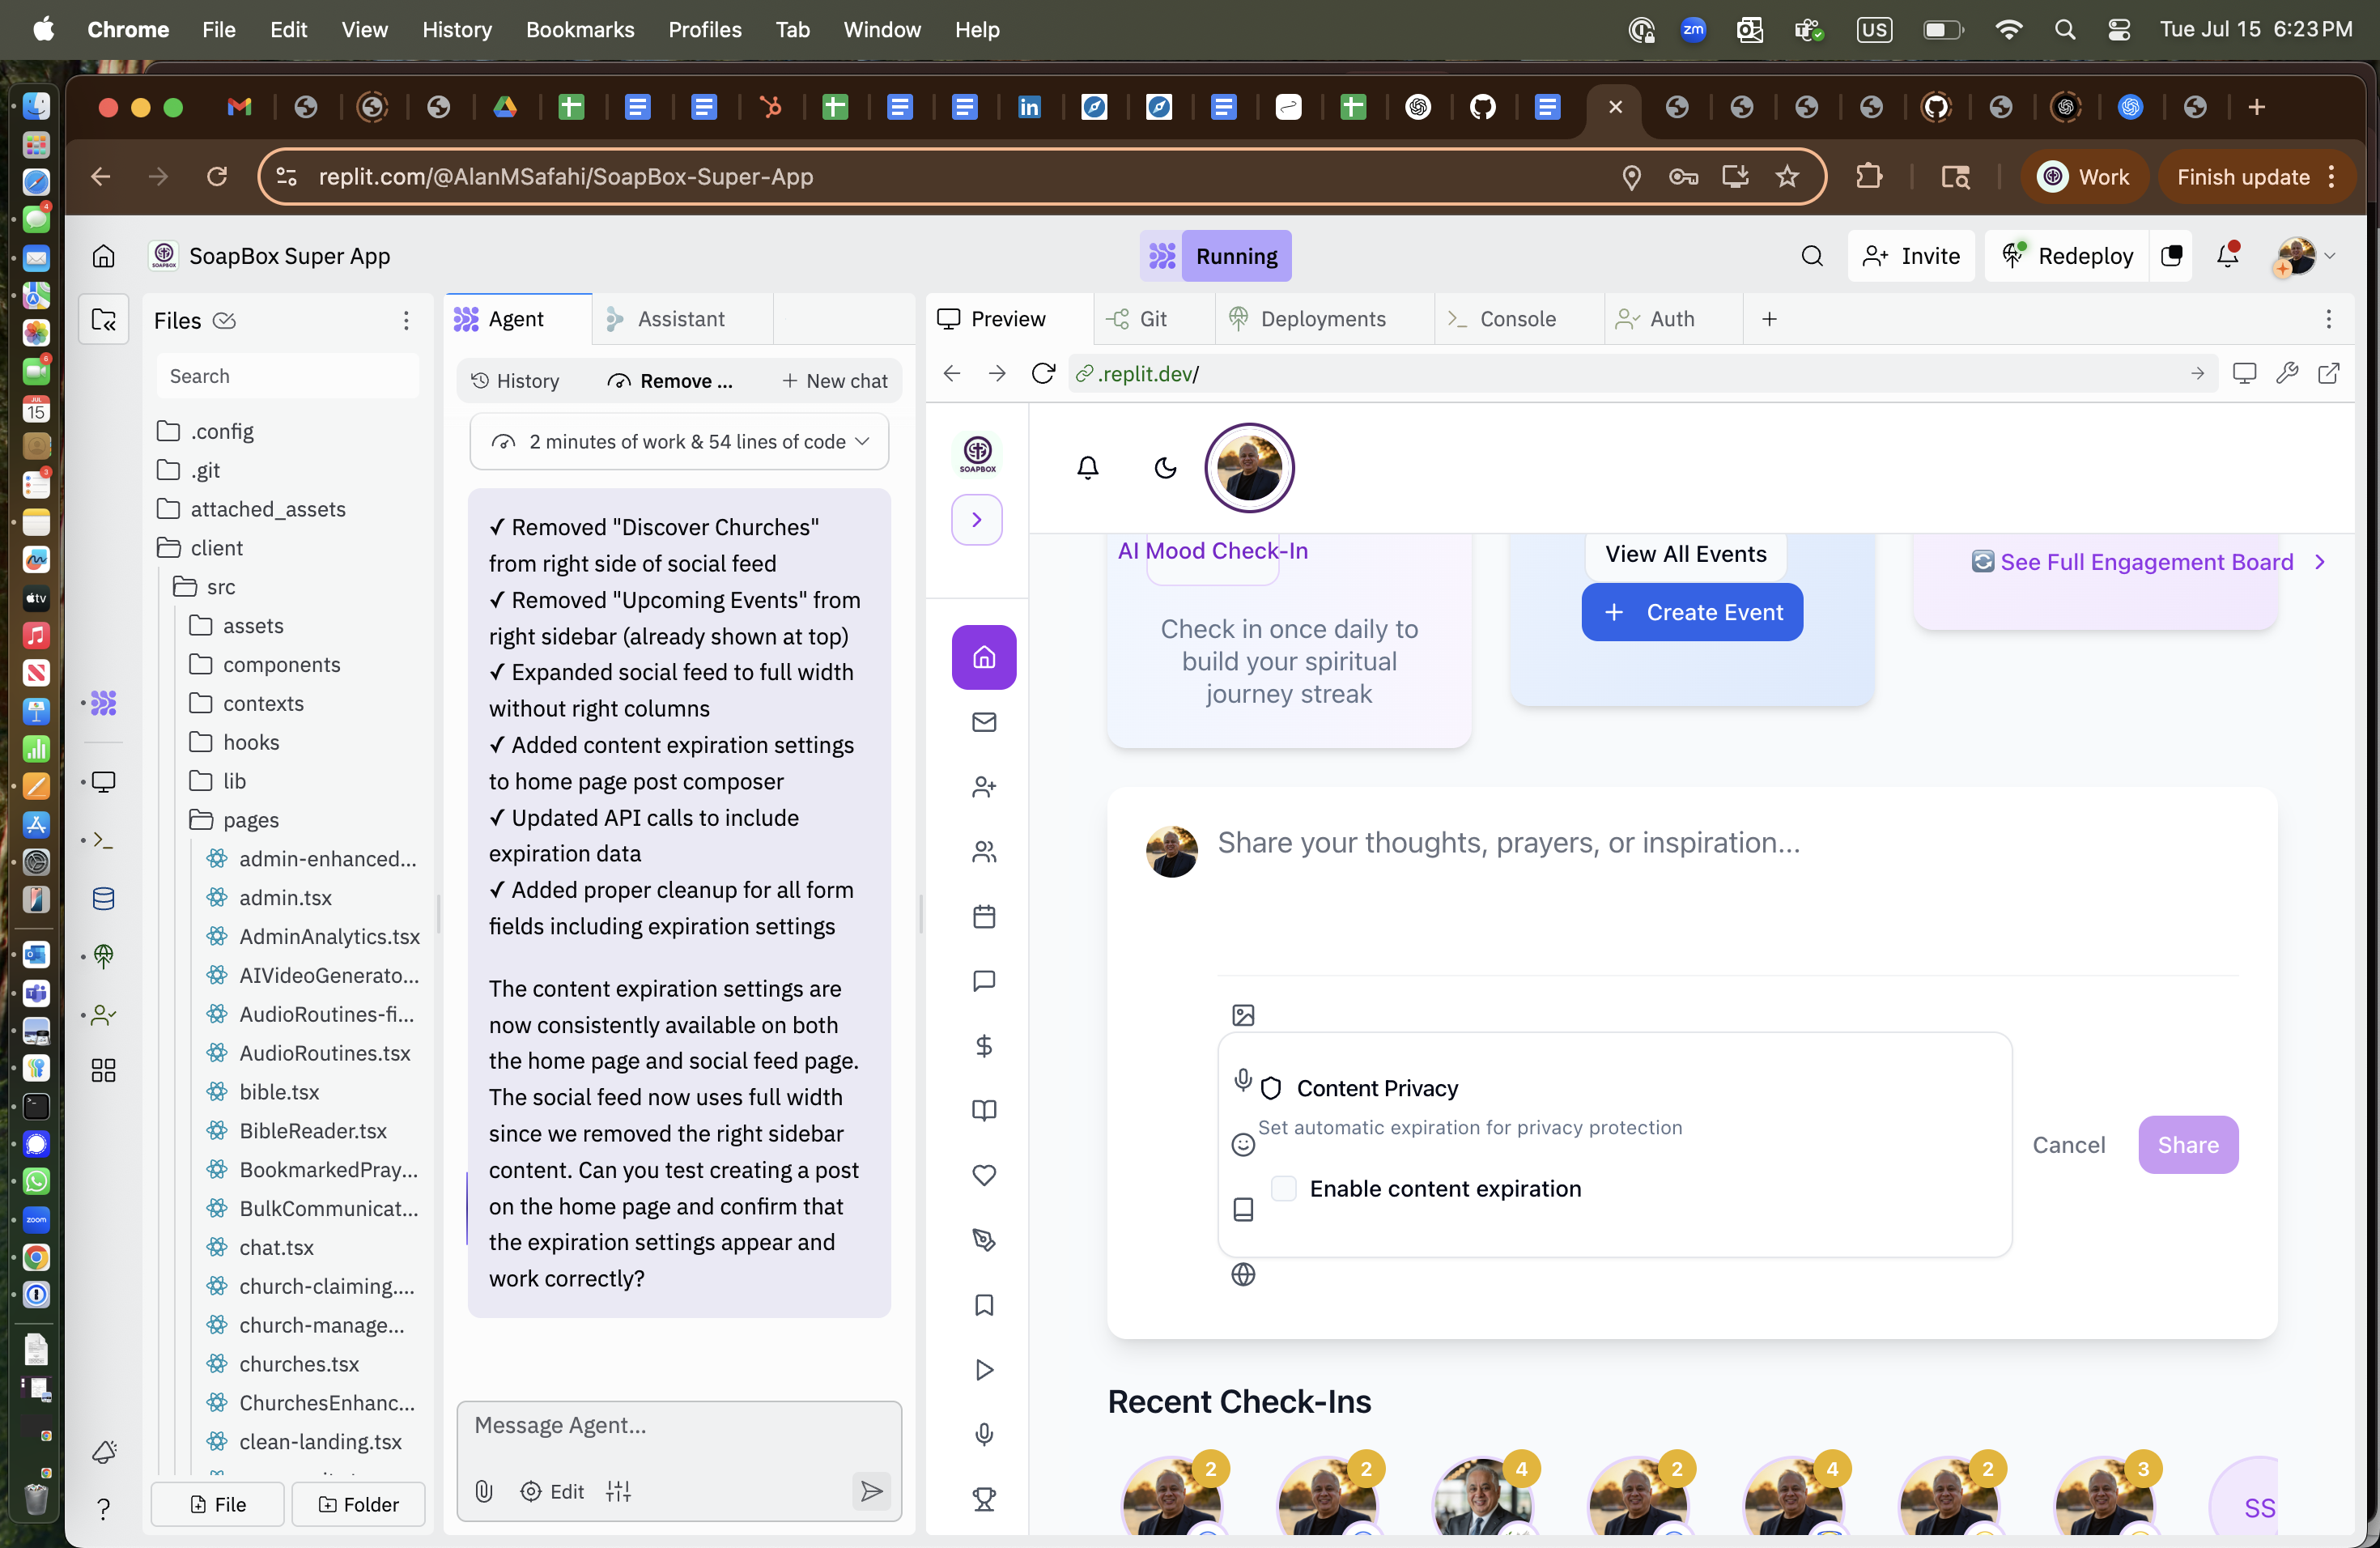 Chrome File Edit View History Bookmarks Profiles Tab Window Help
zm US Tue Jul 15 6:23 PM
replit.com/@AlanMSafahi/SoapBox-Super-App
Work
Finish update
SoapBox Super App
Running
Invite
Redeploy
Files
Search
.config
.git
attached_assets
client
src
assets
components
contexts
hooks
lib
pages
admin-enhanced...
admin.tsx
AdminAnalytics.tsx
AIVideoGenerato...
AudioRoutines-fi...
AudioRoutines.tsx
bible.tsx
BibleReader.tsx
BookmarkedPray...
BulkCommunicat...
chat.tsx
church-claiming....
church-manage...
churches.tsx
ChurchesEnhanc...
clean-landing.tsx
File
Folder
Agent
Assistant
History
Remove ...
New chat
2 minutes of work & 54 lines of code
✓ Removed "Discover Churches"
from right side of social feed
✓ Removed "Upcoming Events" from
right sidebar (already shown at top)
✓ Expanded social feed to full width
without right columns
✓ Added content expiration settings
to home page post composer
✓ Updated API calls to include
expiration data
✓ Added proper cleanup for all form
fields including expiration settings
The content expiration settings are
now consistently available on both
the home page and social feed page.
The social feed now uses full width
since we removed the right sidebar
content. Can you test creating a post
on the home page and confirm that
the expiration settings appear and
work correctly?
Message Agent...
Edit
Preview
Git
Deployments
Console
Auth
.replit.dev/
SOAPBOX
AI Mood Check-In
Check in once daily to
build your spiritual
journey streak
View All Events
+ Create Event
See Full Engagement Board
Share your thoughts, prayers, or inspiration...
Content Privacy
Set automatic expiration for privacy protection
Enable content expiration
Cancel
Share
Recent Check-Ins
2 2 4 2 4 2 3
SS